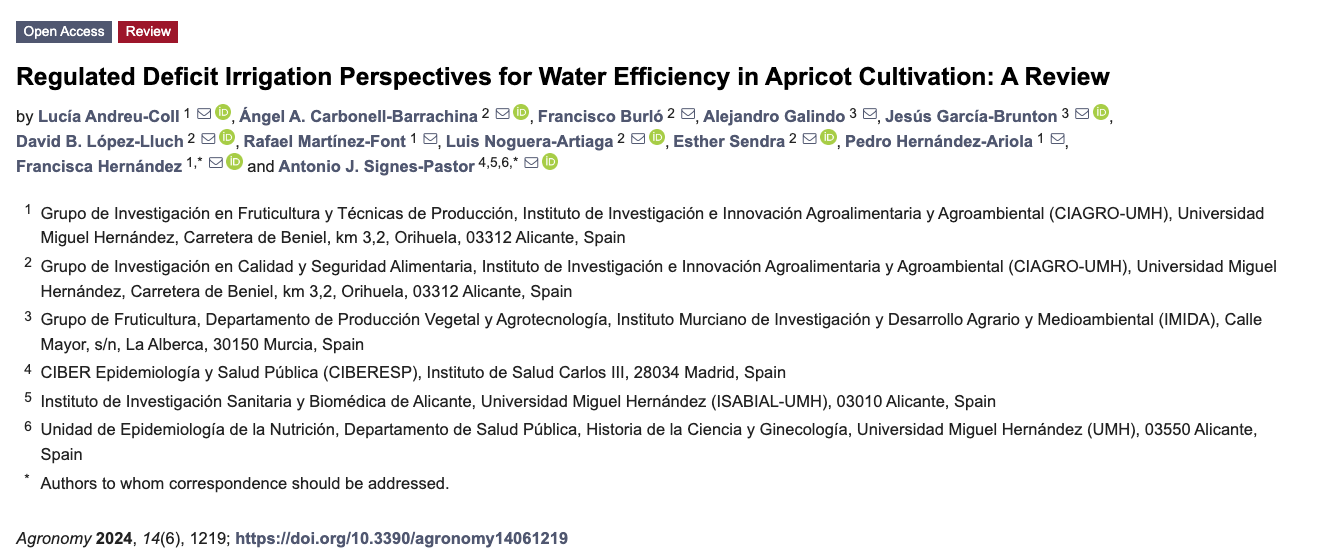 Open Access Review
Regulated Deficit Irrigation Perspectives for Water Efficiency in Apricot Cultivation: A Review
by Lucía Andreu-Coll 1 iD, Ángel A. Carbonell-Barrachina 2 iD, Francisco Burló 2, Alejandro Galindo 3, Jesús García-Brunton 3 iD,
David B. López-Lluch 2 iD, Rafael Martínez-Font 1, Luis Noguera-Artiaga 2 iD, Esther Sendra 2 iD, Pedro Hernández-Ariola 1,
Francisca Hernández 1,* iD and Antonio J. Signes-Pastor 4,5,6,* iD
1 Grupo de Investigación en Fruticultura y Técnicas de Producción, Instituto de Investigación e Innovación Agroalimentaria y Agroambiental (CIAGRO-UMH), Universidad
Miguel Hernández, Carretera de Beniel, km 3,2, Orihuela, 03312 Alicante, Spain
2 Grupo de Investigación en Calidad y Seguridad Alimentaria, Instituto de Investigación e Innovación Agroalimentaria y Agroambiental (CIAGRO-UMH), Universidad Miguel
Hernández, Carretera de Beniel, km 3,2, Orihuela, 03312 Alicante, Spain
3 Grupo de Fruticultura, Departamento de Producción Vegetal y Agrotecnología, Instituto Murciano de Investigación y Desarrollo Agrario y Medioambiental (IMIDA), Calle
Mayor, s/n, La Alberca, 30150 Murcia, Spain
4 CIBER Epidemiología y Salud Pública (CIBERESP), Instituto de Salud Carlos III, 28034 Madrid, Spain
5 Instituto de Investigación Sanitaria y Biomédica de Alicante, Universidad Miguel Hernández (ISABIAL-UMH), 03010 Alicante, Spain
6 Unidad de Epidemiología de la Nutrición, Departamento de Salud Pública, Historia de la Ciencia y Ginecología, Universidad Miguel Hernández (UMH), 03550 Alicante,
Spain
* Authors to whom correspondence should be addressed.
Agronomy 2024, 14(6), 1219; https://doi.org/10.3390/agronomy14061219